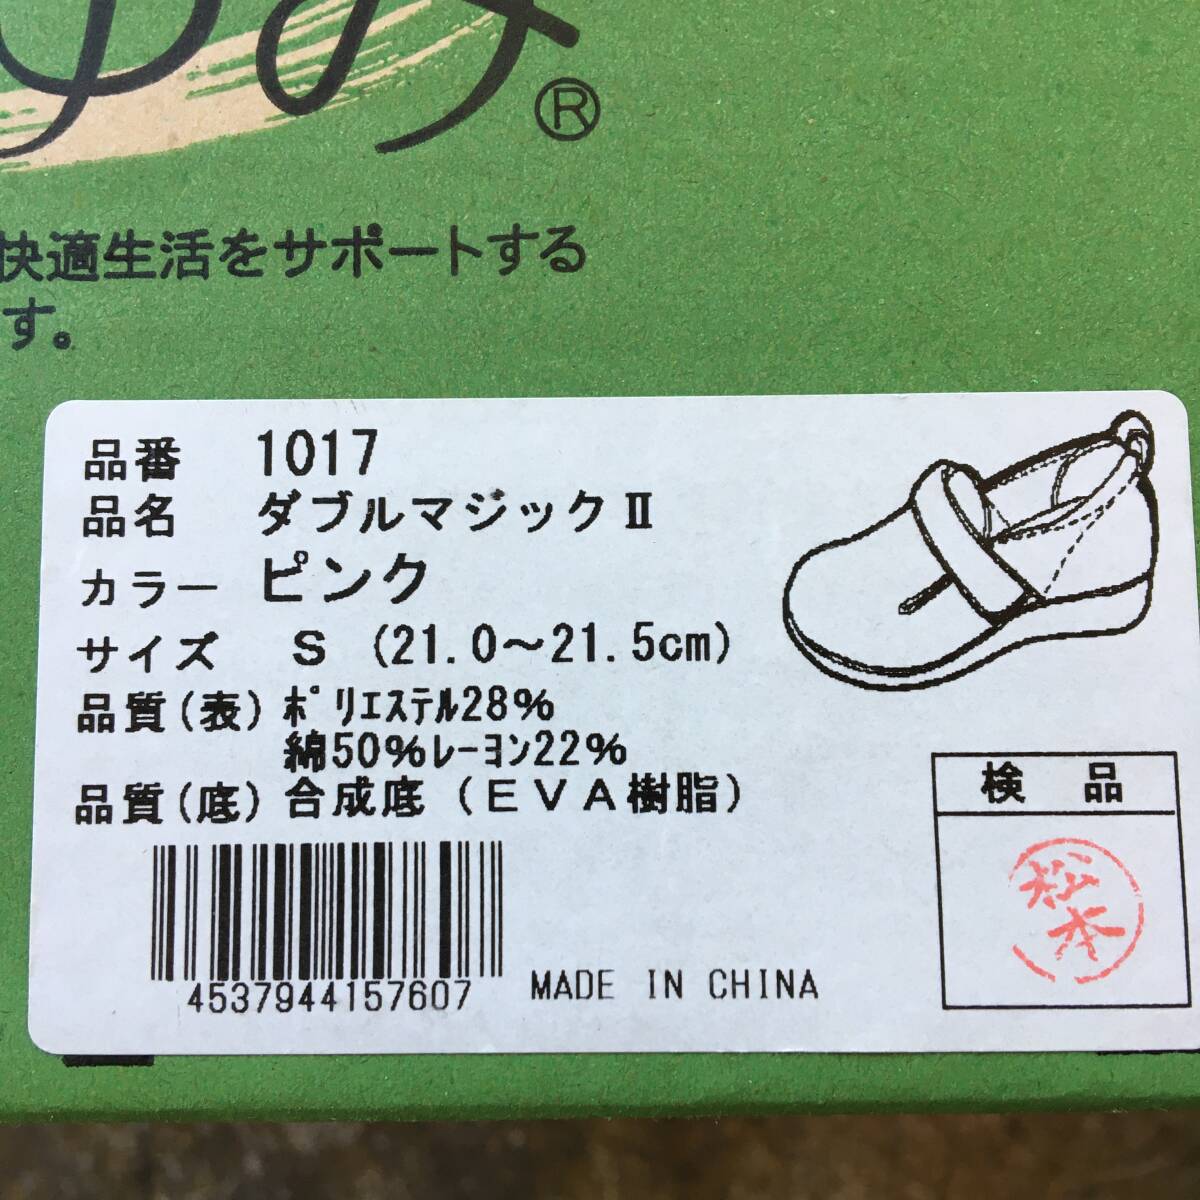 ゆみ®
快適生活をサポートする
す。
品番 1017
品名 ダブルマジックⅡ
カラー ピンク
サイズ S (21.0～21.5cm)
品質(表) ﾎﾟﾘｴｽﾃﾙ28%
綿50%ﾚｰﾖﾝ22%
品質(底) 合成底(EVA樹脂)
検品
松本
4537944157607
MADE IN CHINA